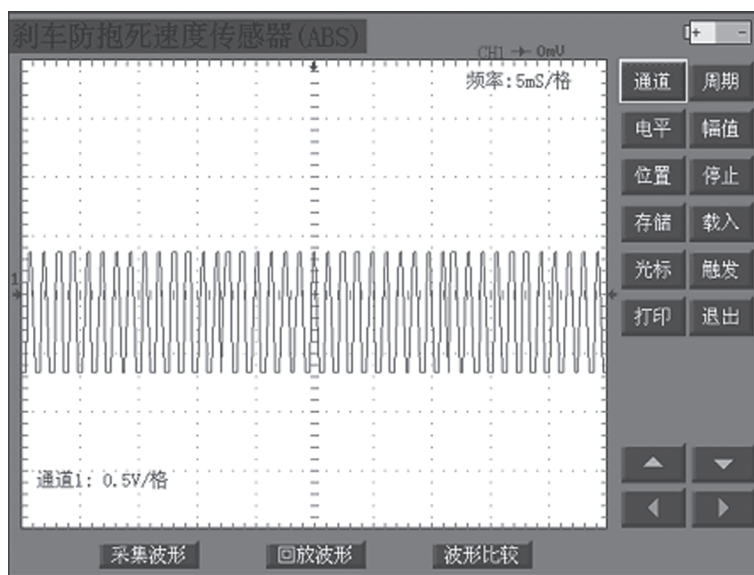 刹车防抱死速度传感器(ABS)
+ -
CH1 0mV
频率:5mS/格
通道 周期
电平 幅值
位置 停止
1
存储 载入
光标 触发
打印 退出
通道1: 0.5V/格
采集波形 回放波形 波形比较